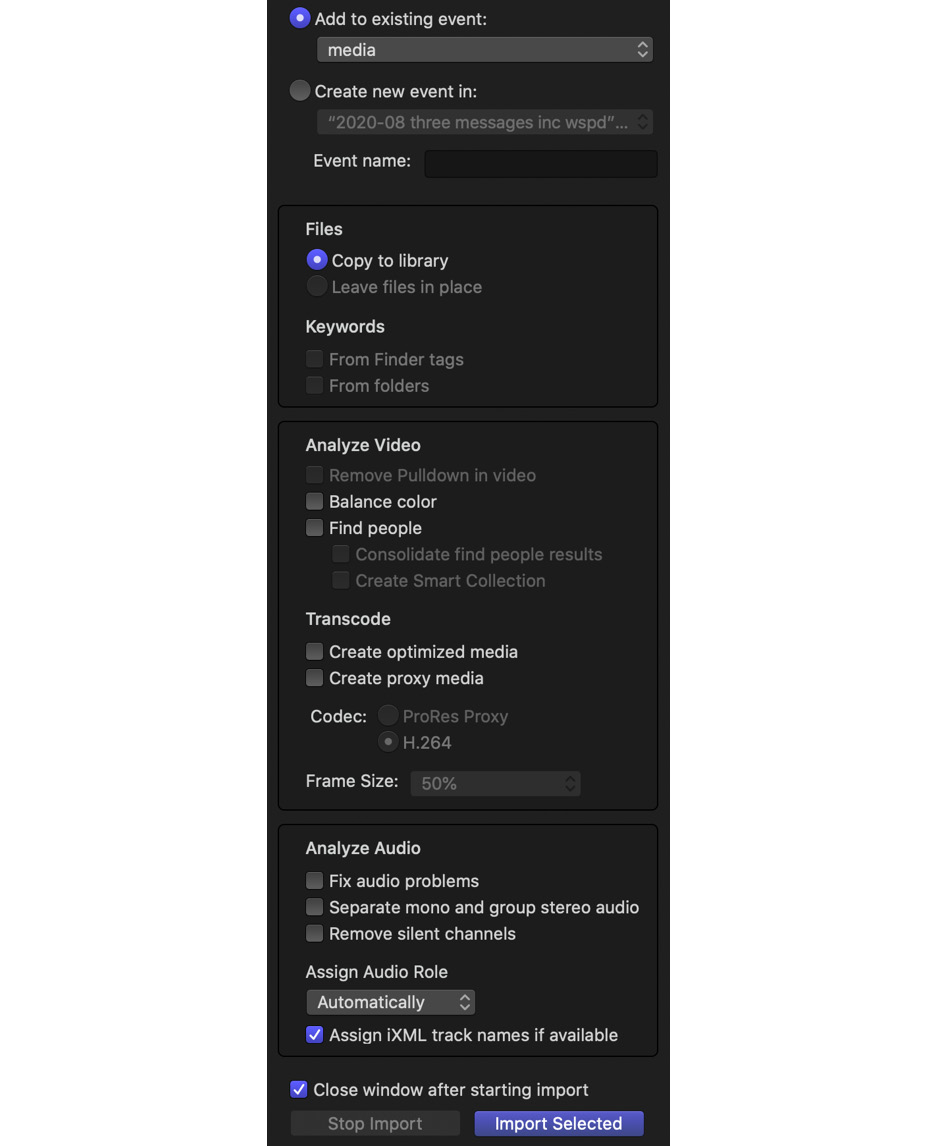 Add to existing event:
media
Create new event in:
“2020-08 three messages inc wspd”...
Event name:
Files
Copy to library
Leave files in place
Keywords
From Finder tags
From folders
Analyze Video
Remove Pulldown in video
Balance color
Find people
Consolidate find people results
Create Smart Collection
Transcode
Create optimized media
Create proxy media
Codec: ProRes Proxy
H.264
Frame Size: 50%
Analyze Audio
Fix audio problems
Separate mono and group stereo audio
Remove silent channels
Assign Audio Role
Automatically
Assign iXML track names if available
Close window after starting import
Stop Import Import Selected